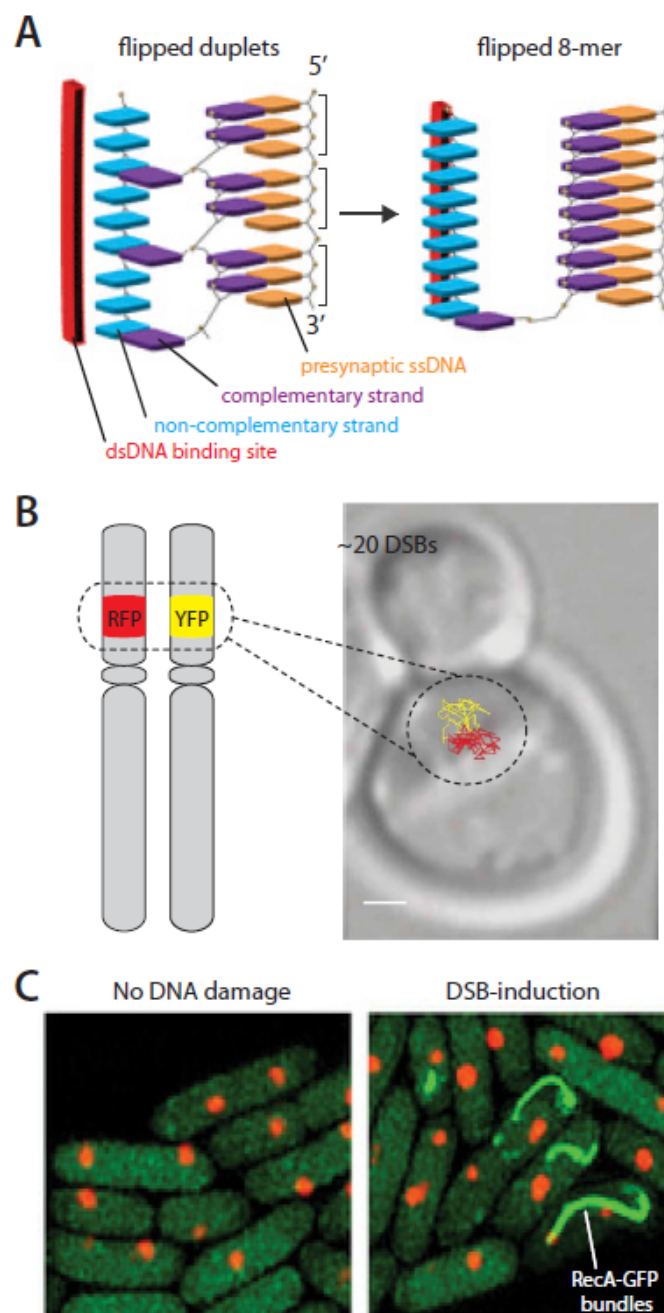 A
flipped duplets
flipped 8-mer
5′
3′
presynaptic ssDNA
complementary strand
non-complementary strand
dsDNA binding site
B
~20 DSBs
RFP
YFP
C
No DNA damage
DSB-induction
RecA-GFP
bundles